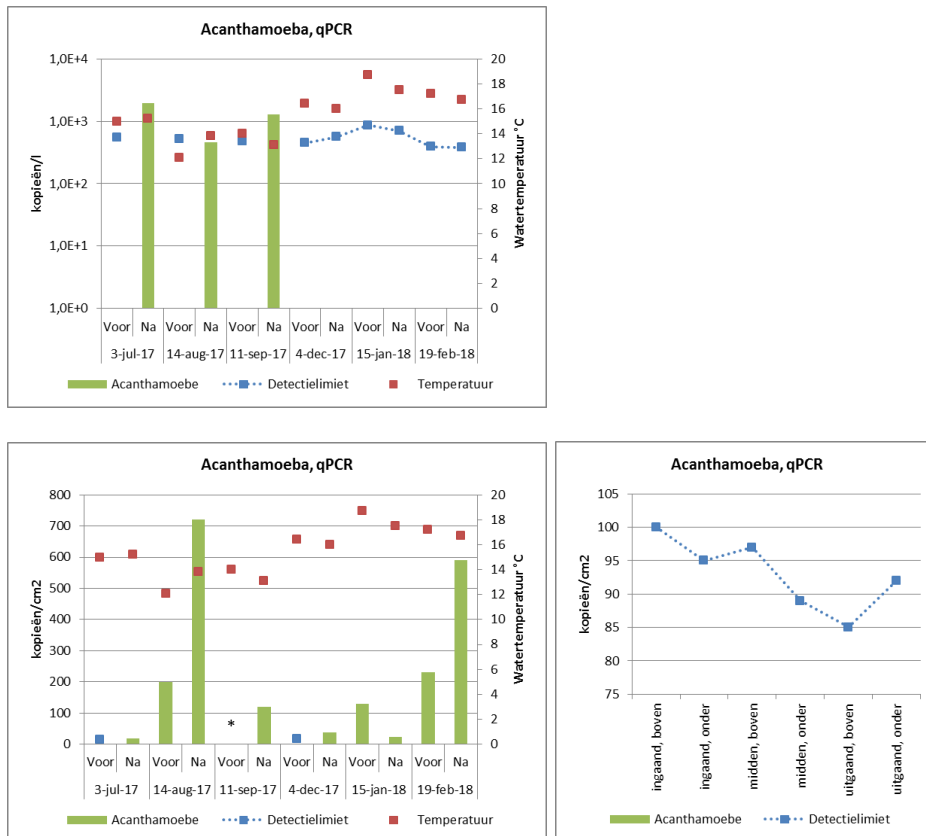 Acanthamoeba, qPCR
1,0E+4
1,0E+3
1,0E+2
1,0E+1
1,0E+0
kopieën/l
20
18
16
14
12
10
8
6
4
2
0
Watertemperatuur °C
Voor Na Voor Na Voor Na Voor Na Voor Na Voor Na
3-jul-17 14-aug-17 11-sep-17 4-dec-17 15-jan-18 19-feb-18
Acanthamoebe Detectielimiet Temperatuur
Acanthamoeba, qPCR
800
700
600
500
400
300
200
100
0
kopieën/cm2
20
18
16
14
12
10
8
6
4
2
0
Watertemperatuur °C
*
Voor Na Voor Na Voor Na Voor Na Voor Na Voor Na
3-jul-17 14-aug-17 11-sep-17 4-dec-17 15-jan-18 19-feb-18
Acanthamoebe Detectielimiet Temperatuur
Acanthamoeba, qPCR
105
100
95
90
85
80
75
kopieën/cm2
ingaand, boven
ingaand, onder
midden, boven
midden, onder
uitgaand, boven
uitgaand, onder
Acanthamoebe Detectielimiet